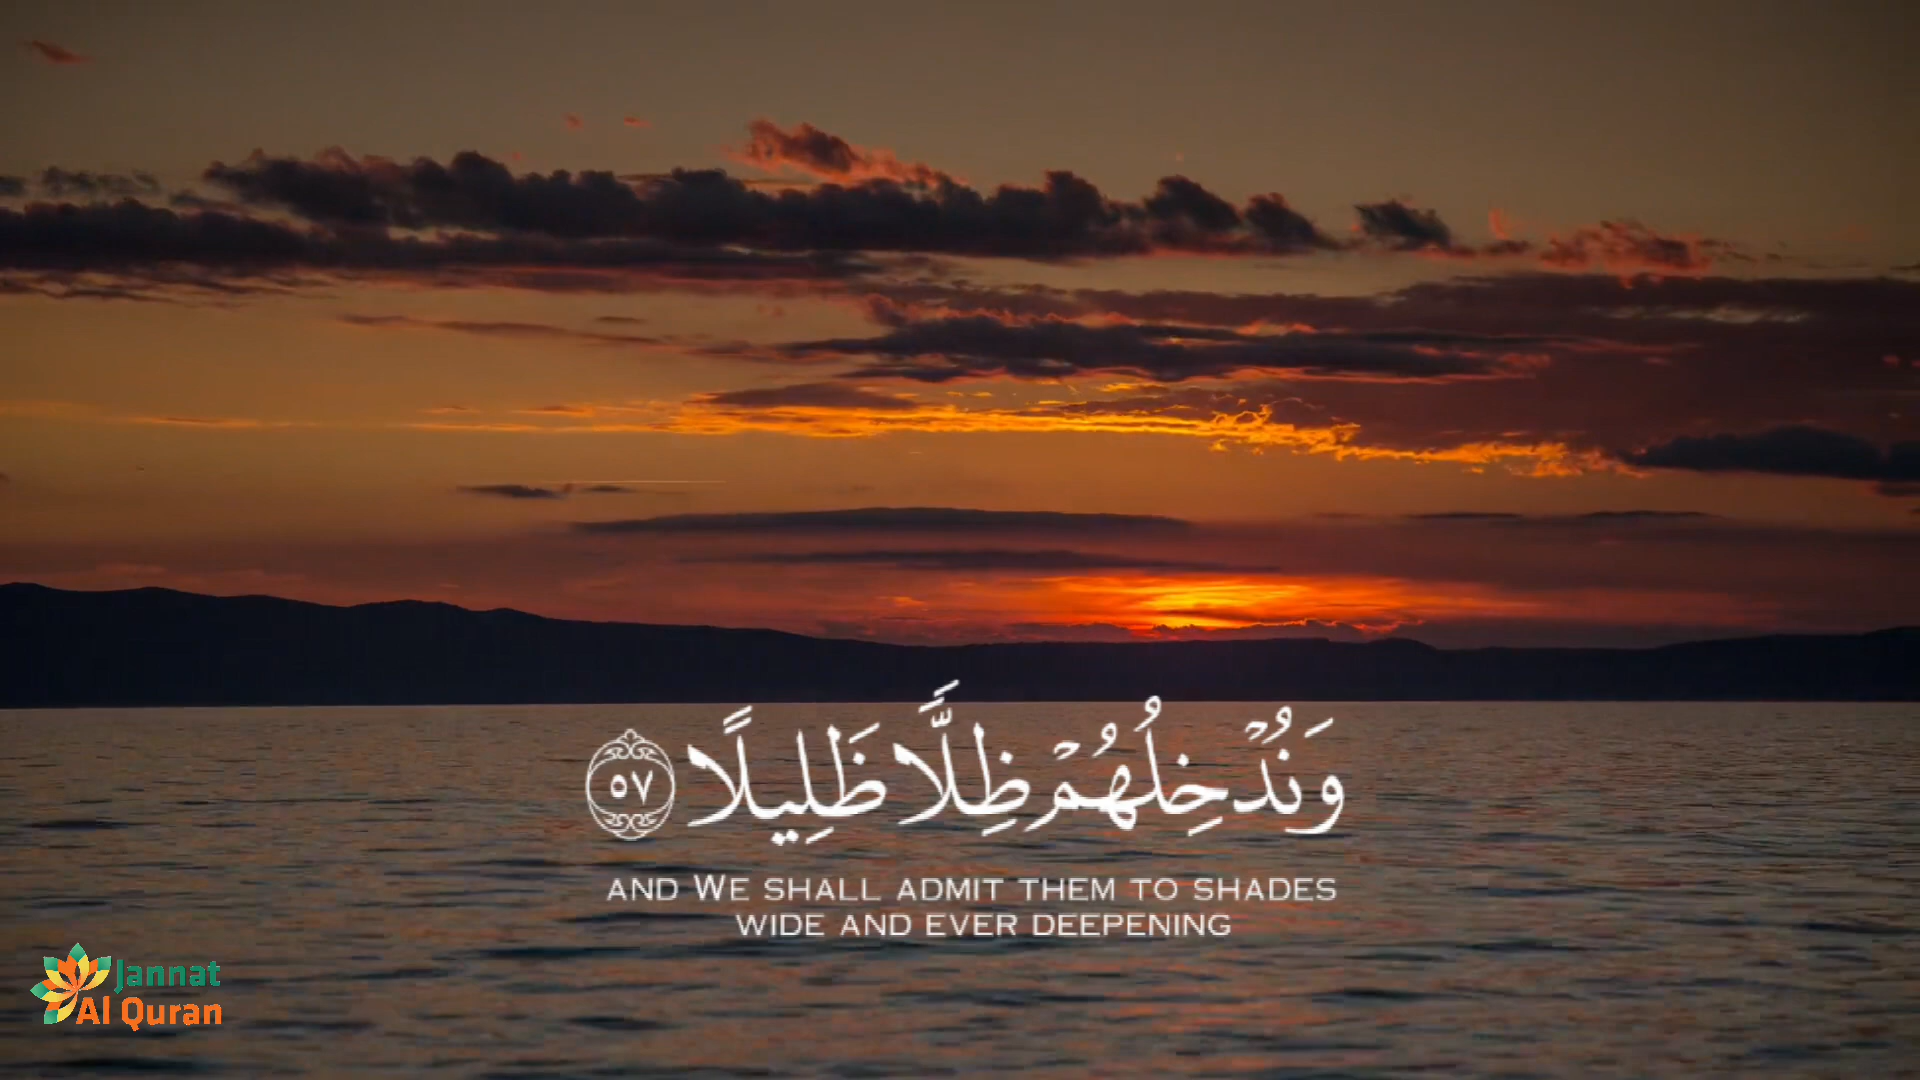 وَنُدْخِلُهُمْ ظِلًّا ظَلِيلًا ٥٧
AND WE SHALL ADMIT THEM TO SHADES
WIDE AND EVER DEEPENING
Jannat
Al Quran